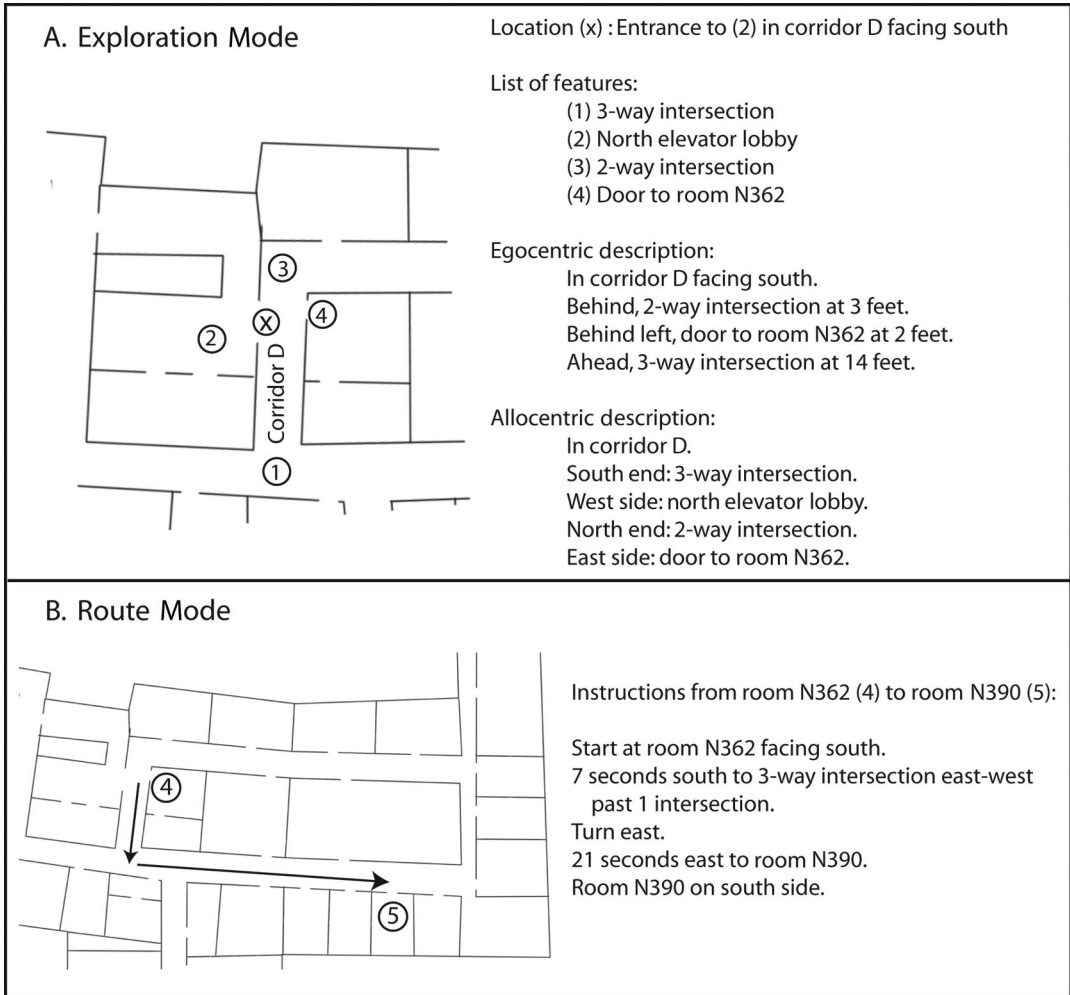 A. Exploration Mode
3
2
X
4
Corridor D
1
Location (x) : Entrance to (2) in corridor D facing south
List of features:
(1) 3-way intersection
(2) North elevator lobby
(3) 2-way intersection
(4) Door to room N362
Egocentric description:
In corridor D facing south.
Behind, 2-way intersection at 3 feet.
Behind left, door to room N362 at 2 feet.
Ahead, 3-way intersection at 14 feet.
Allocentric description:
In corridor D.
South end: 3-way intersection.
West side: north elevator lobby.
North end: 2-way intersection.
East side: door to room N362.
B. Route Mode
4
5
Instructions from room N362 (4) to room N390 (5):
Start at room N362 facing south.
7 seconds south to 3-way intersection east-west
past 1 intersection.
Turn east.
21 seconds east to room N390.
Room N390 on south side.